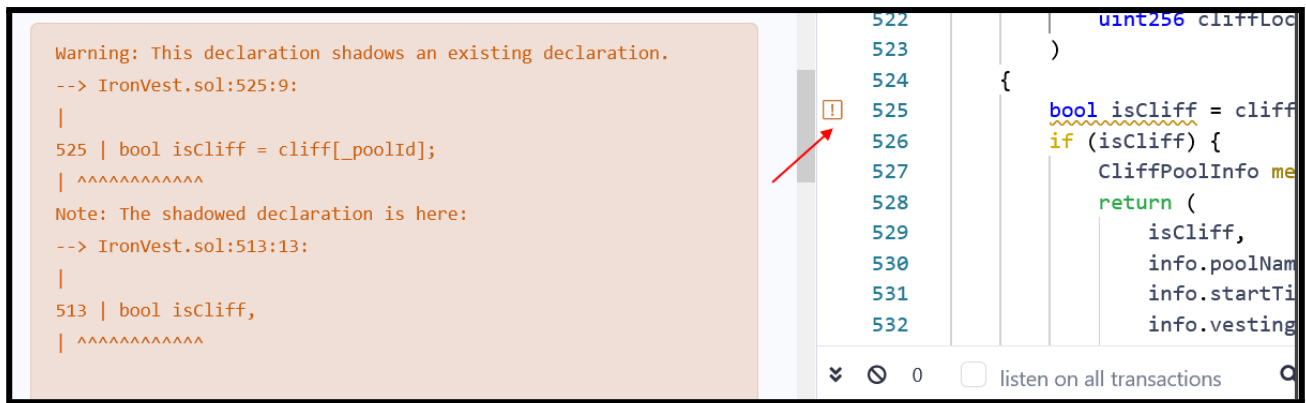 Warning: This declaration shadows an existing declaration.
--> IronVest.sol:525:9:
|
525 | bool isCliff = cliff[_poolId];
| ^^^^^^^^^^^^
Note: The shadowed declaration is here:
--> IronVest.sol:513:13:
|
513 | bool isCliff,
| ^^^^^^^^^^^^
522 uint256 cliffLoc
523 )
524 {
525 bool isCliff = cliff
526 if (isCliff) {
527 CliffPoolInfo me
528 return (
529 isCliff,
530 info.poolNam
531 info.startTi
532 info.vesting
0 listen on all transactions